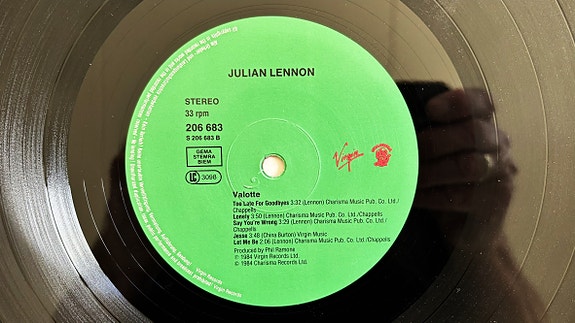 JULIAN LENNON
STEREO
33 rpm
206 683
S 206 683 B
GEMA
STEMRA
BIEM
LC 3098
Virgin
Valotte
Too Late For Goodbyes 3:32 (Lennon) Charisma Music Pub. Co. Ltd./
Chappells
Lonely 3:50 (Lennon) Charisma Music Pub. Co. Ltd./Chappells
Say You're Wrong 3:29 (Lennon) Charisma Music Pub. Co. Ltd./
Chappells
Jesse 3:48 (China Burton) Virgin Music
Let Me Be 2:06 (Lennon) Charisma Music Pub. Co. Ltd./Chappells
Produced by Phil Ramone
℗ 1984 Virgin Records Ltd.
© 1984 Charisma Records Ltd.
Virgin Records